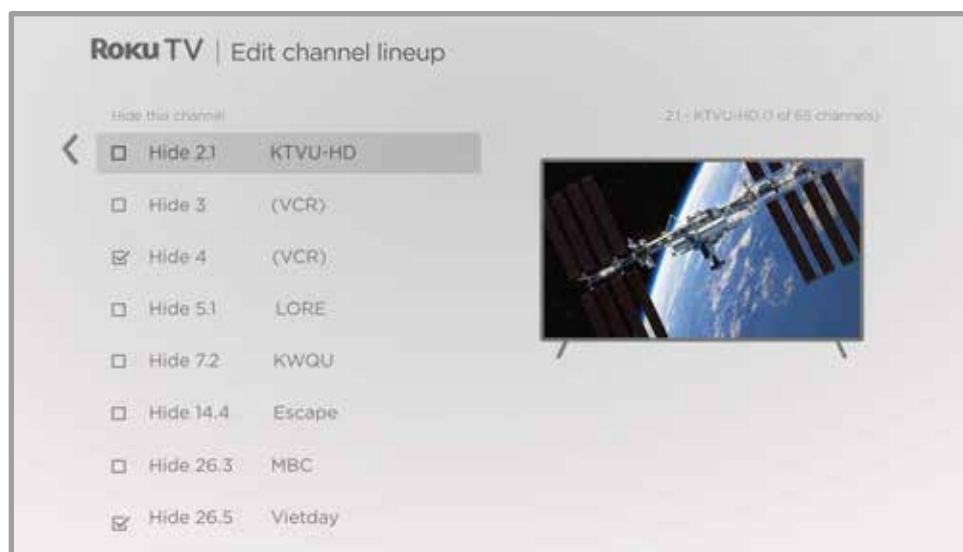 Roku TV | Edit channel lineup
Hide this channel
2.1 - KTVU-HD (1 of 65 channels)
Hide 2.1 KTVU-HD
Hide 3 (VCR)
Hide 4 (VCR)
Hide 5.1 LORE
Hide 7.2 KWQU
Hide 14.4 Escape
Hide 26.3 MBC
Hide 26.5 Vietday